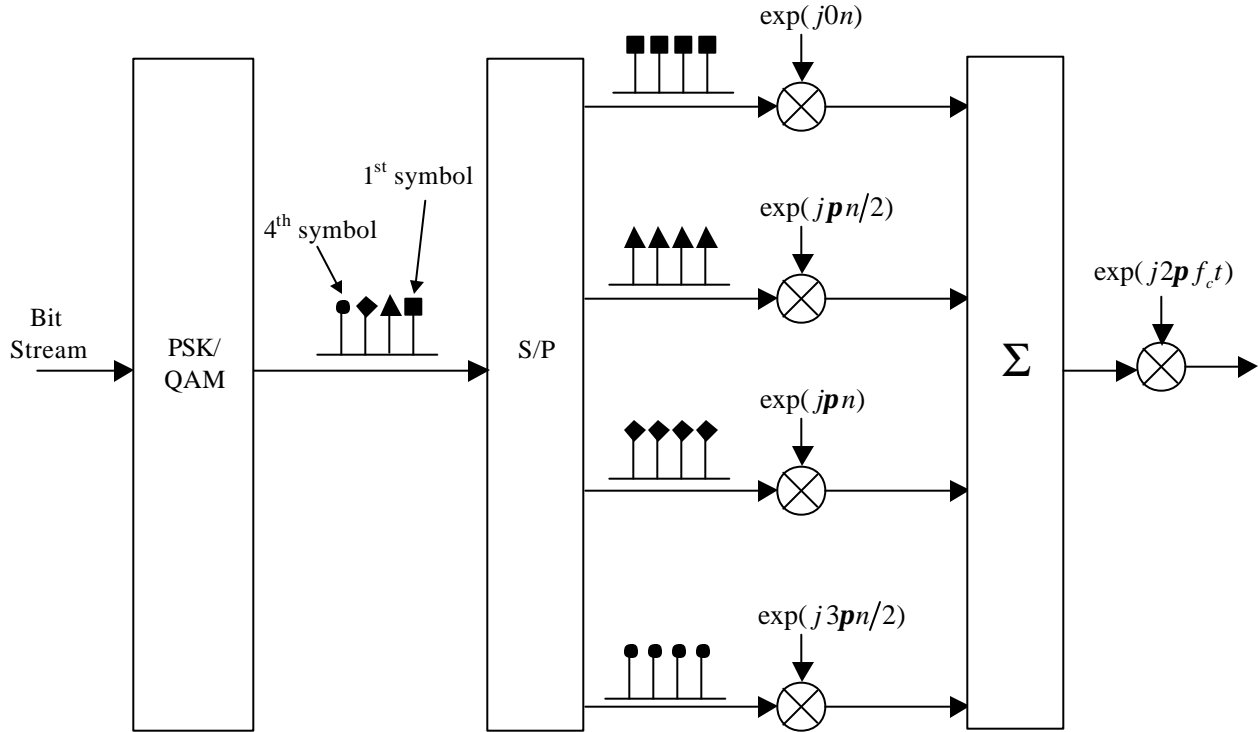 exp(j0n)
1st symbol
4th symbol
exp(jpn/2)
exp(j2pf_c t)
Bit
Stream
PSK/
QAM
S/P
Σ
exp(jpn)
exp(j3pn/2)